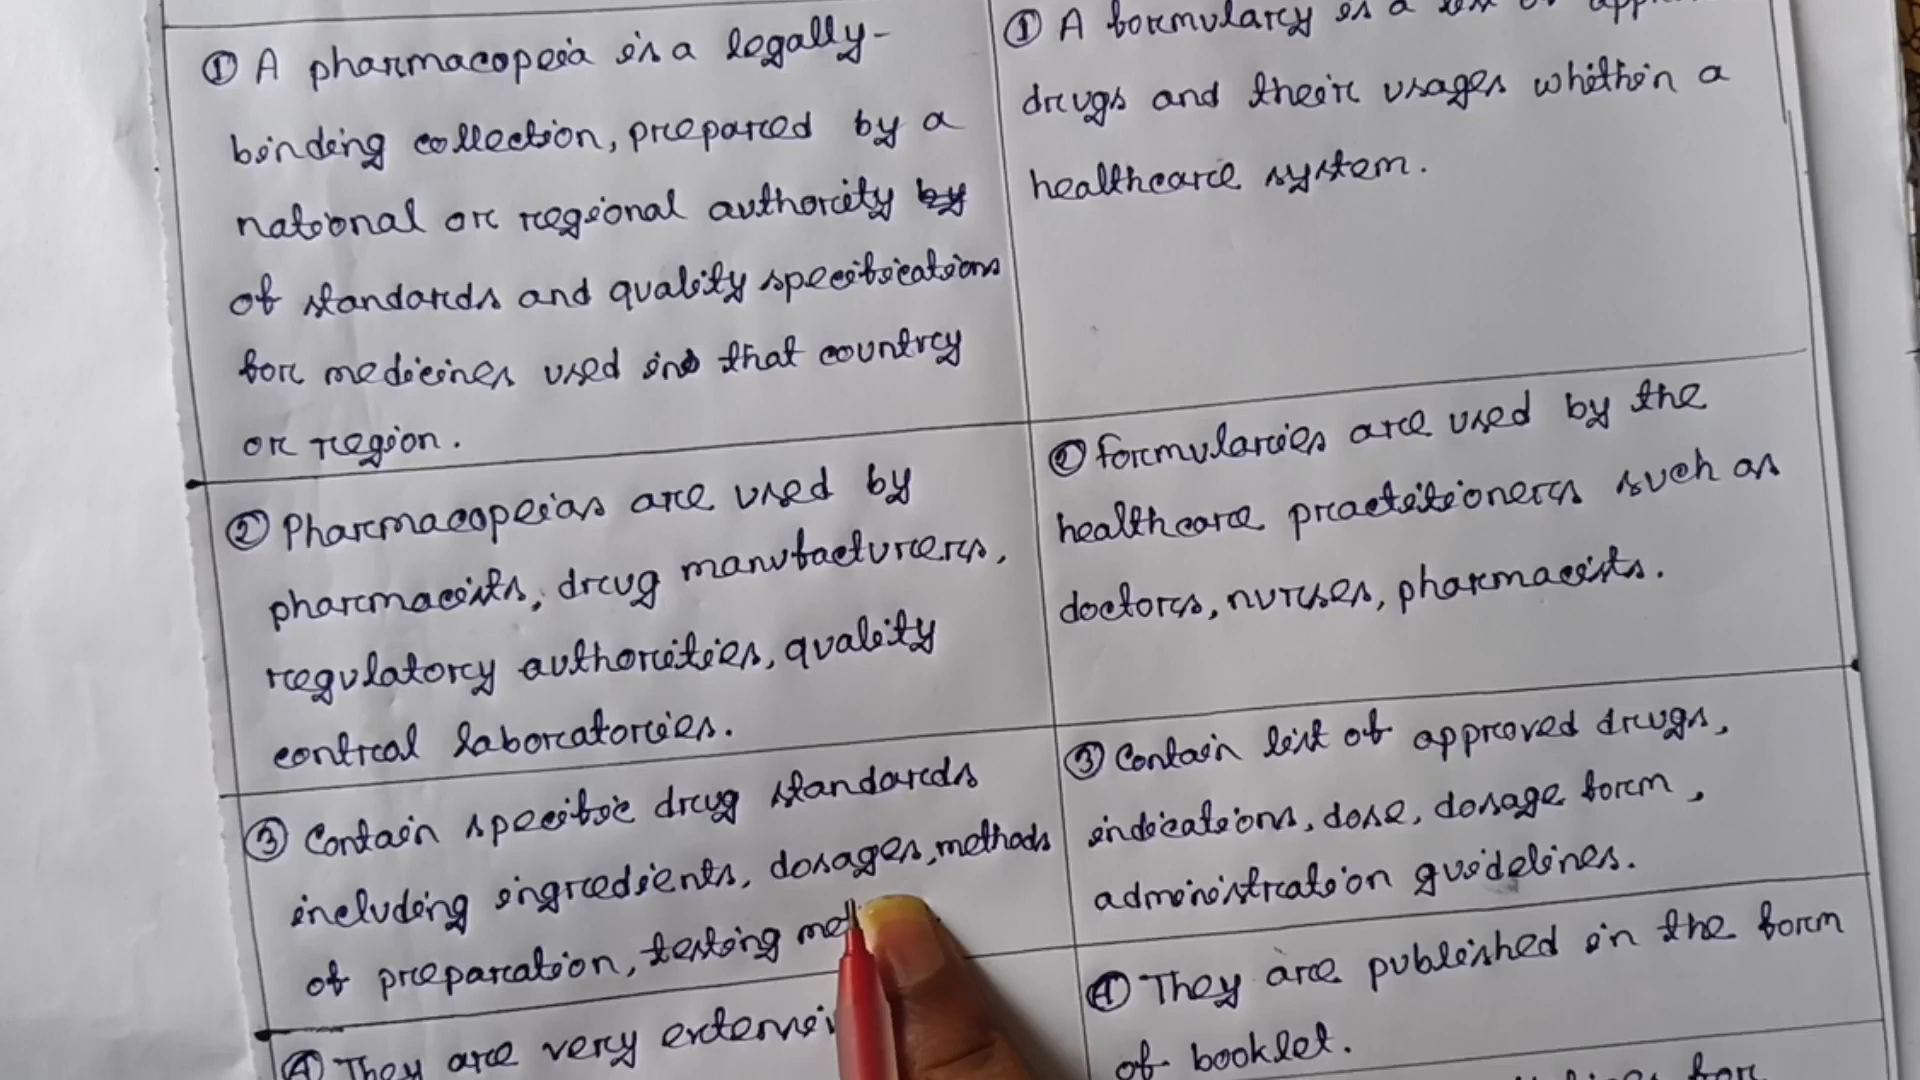 ① A pharmacopeia is a legally-
binding collection, prepared by a
national or regional authority by
of standards and quality specifications
for medicines used in that country
or region.
② Pharmacopeias are used by
pharmacists, drug manufacturers,
regulatory authorities, quality
control laboratories.
③ Contain specific drug standards
including ingredients, dosages, methods
of preparation, testing
④ They are very
① A formulary is a
drugs and their usages whithin a
healthcare system.
② Formularies are used by the
healthcare practitioners such as
doctors, nurses, pharmacists.
③ Contain list of approved drugs,
indications, dose, dosage form,
administration guidelines.
④ They are published in the form
of booklet.
for